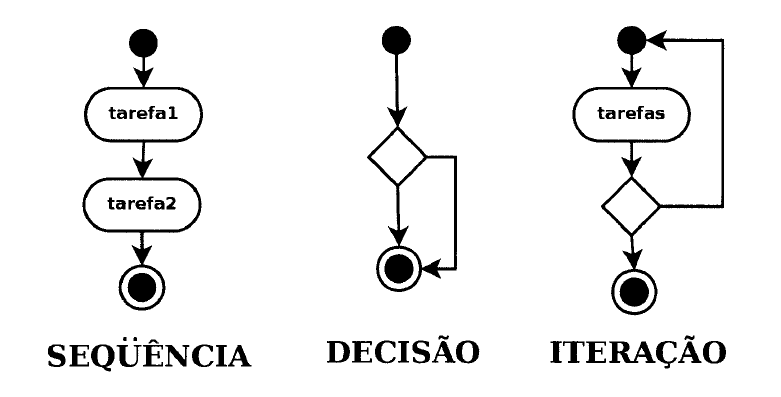 tarefa1
tarefa2
tarefas
SEQÜÊNCIA
DECISÃO
ITERAÇÃO